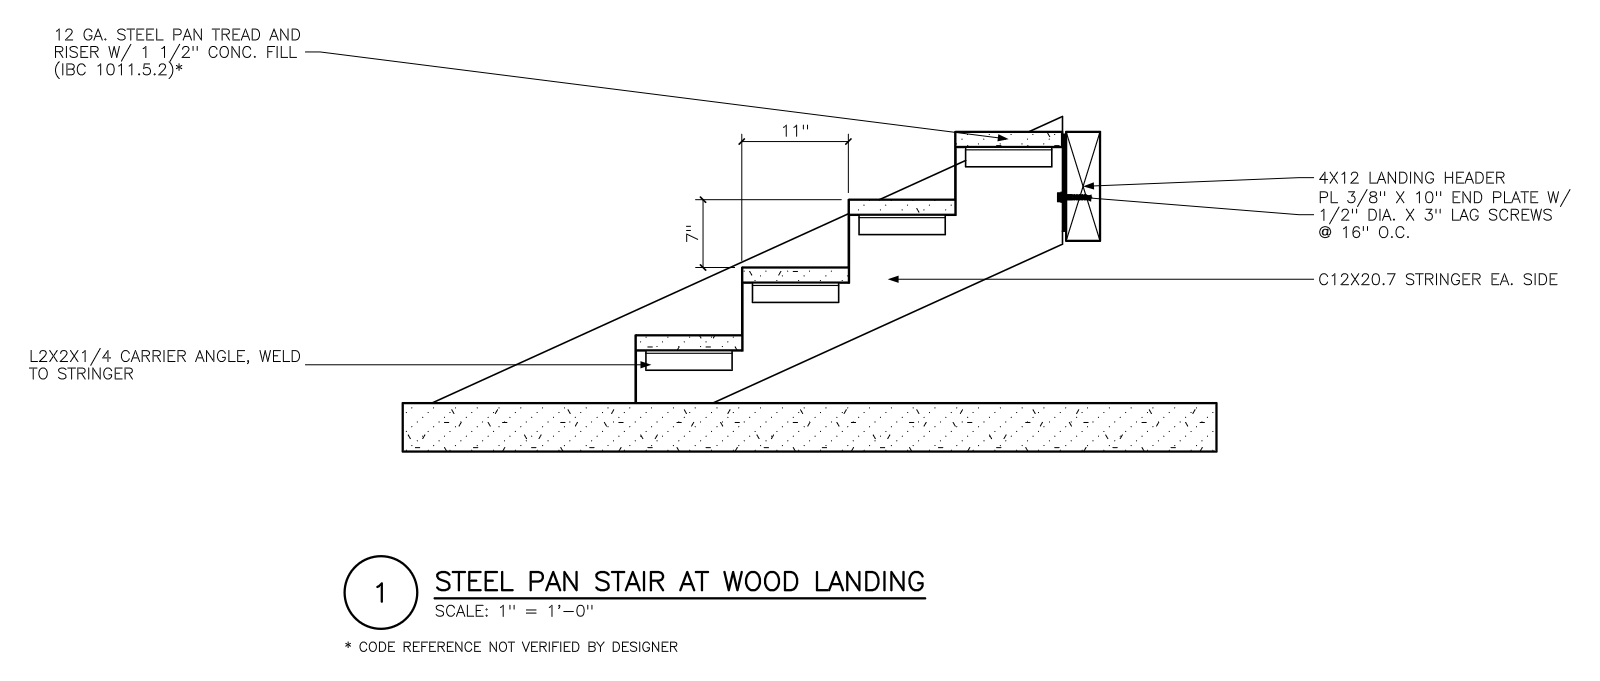 12 GA. STEEL PAN TREAD AND
RISER W/ 1 1/2" CONC. FILL
(IBC 1011.5.2)*
11"
7"
4X12 LANDING HEADER
PL 3/8" X 10" END PLATE W/
1/2" DIA. X 3" LAG SCREWS
@ 16" O.C.
C12X20.7 STRINGER EA. SIDE
L2X2X1/4 CARRIER ANGLE, WELD
TO STRINGER
1
STEEL PAN STAIR AT WOOD LANDING
SCALE: 1" = 1'-0"
* CODE REFERENCE NOT VERIFIED BY DESIGNER